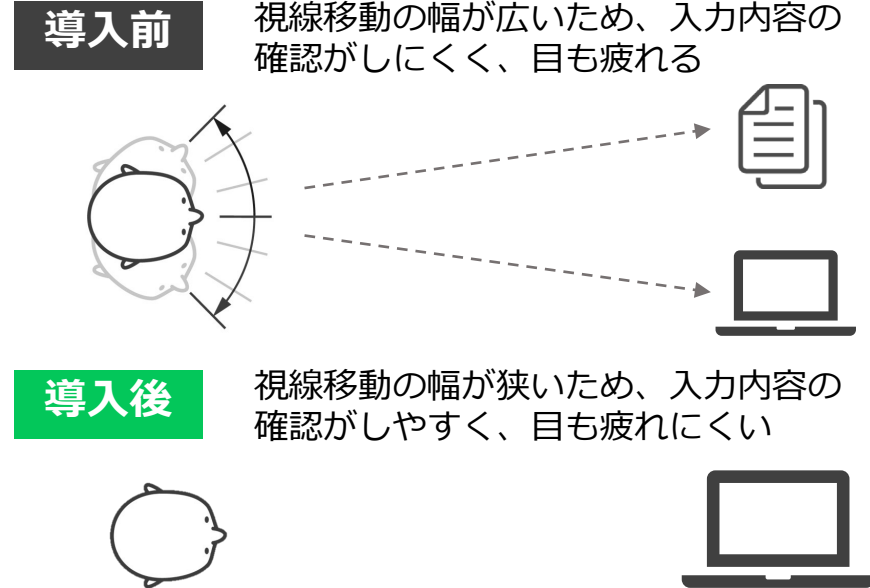 導入前
視線移動の幅が広いため、入力内容の
確認がしにくく、目も疲れる
導入後
視線移動の幅が狭いため、入力内容の
確認がしやすく、目も疲れにくい